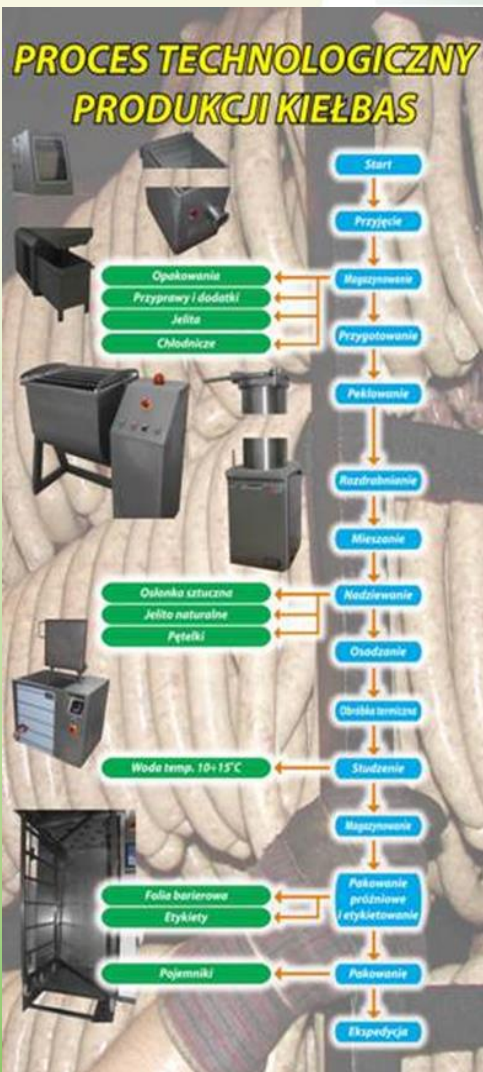 PROCES TECHNOLOGICZNY
PRODUKCJI KIEŁBAS
Start
Przyjęcie
Magazynowanie
Opakowania
Przyprawy i dodatki
Jelita
Chłodnicze
Przygotowanie
Peklowanie
Rozdrabnianie
Mieszanie
Nadziewanie
Osłonka sztuczna
Jelito naturalne
Pętelki
Osadzanie
Obróbka termiczna
Studzenie
Woda temp. 10÷15°C
Magazynowanie
Pakowanie
próżniowe
i etykietowanie
Folia barierowa
Etykiety
Pakowanie
Pojemniki
Ekspedycja